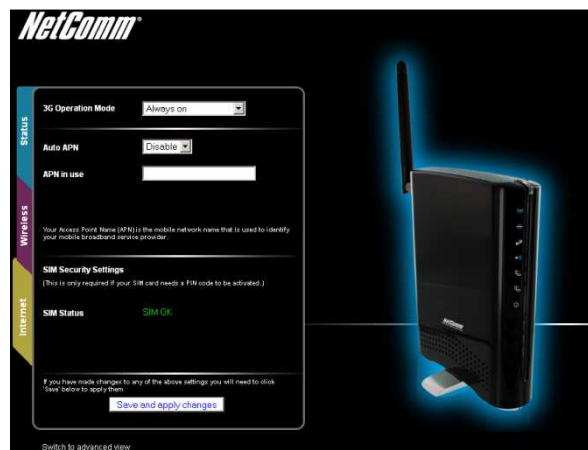 NetComm®
Status
Wireless
Internet
3G Operation Mode Always on
Auto APN Disable
APN in use
Your Access Point Name (APN) is the mobile network name that is used to identify
your mobile broadband service provider.
SIM Security Settings
(This is only required if your SIM card needs a PIN code to be activated.)
SIM Status SIM OK
If you have made changes to any of the above settings you will need to click
'Save' below to apply them
Save and apply changes
Switch to advanced view
NetComm